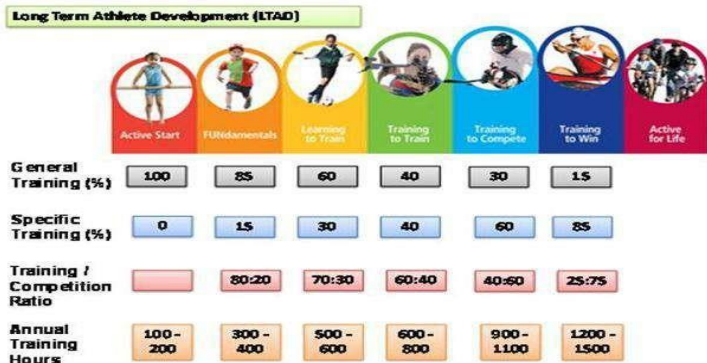 Long Term Athlete Development (LTAD)
Active Start
FUNdamentals
Learning
to Train
Training
to Train
Training
to Compete
Training
to Win
Active
for Life
General
Training (%)
100
85
60
40
30
15
Specific
Training (%)
0
15
30
40
60
85
Training /
Competition
Ratio
80:20
70:30
60:40
40:60
25:75
Annual
Training
Hours
100 -
200
300 -
400
500 -
600
600 -
800
900 -
1100
1200 -
1500